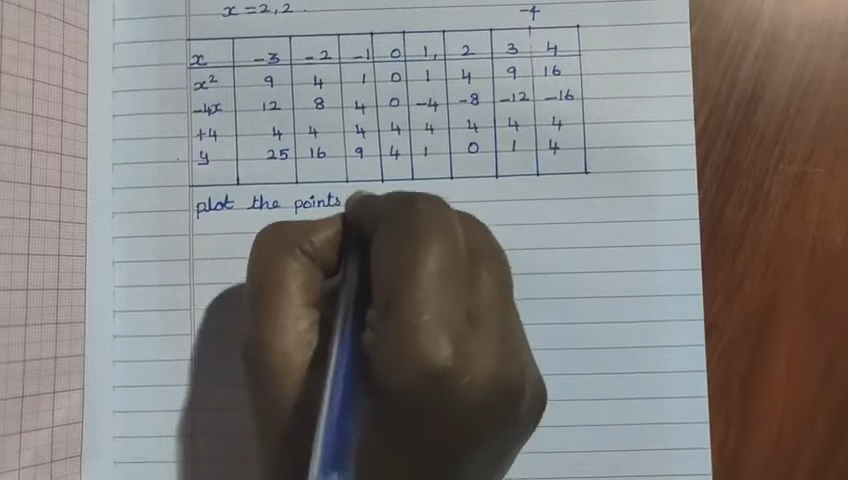 x = 2, 2.
-4
x -3 -2 -1 0 1, 2 3 4
x² 9 4 1 0 1 4 9 16
-4x 12 8 4 0 -4 -8 -12 -16
+4 4 4 4 4 4 4 4 4
y 25 16 9 4 1 0 1 4
plot the points